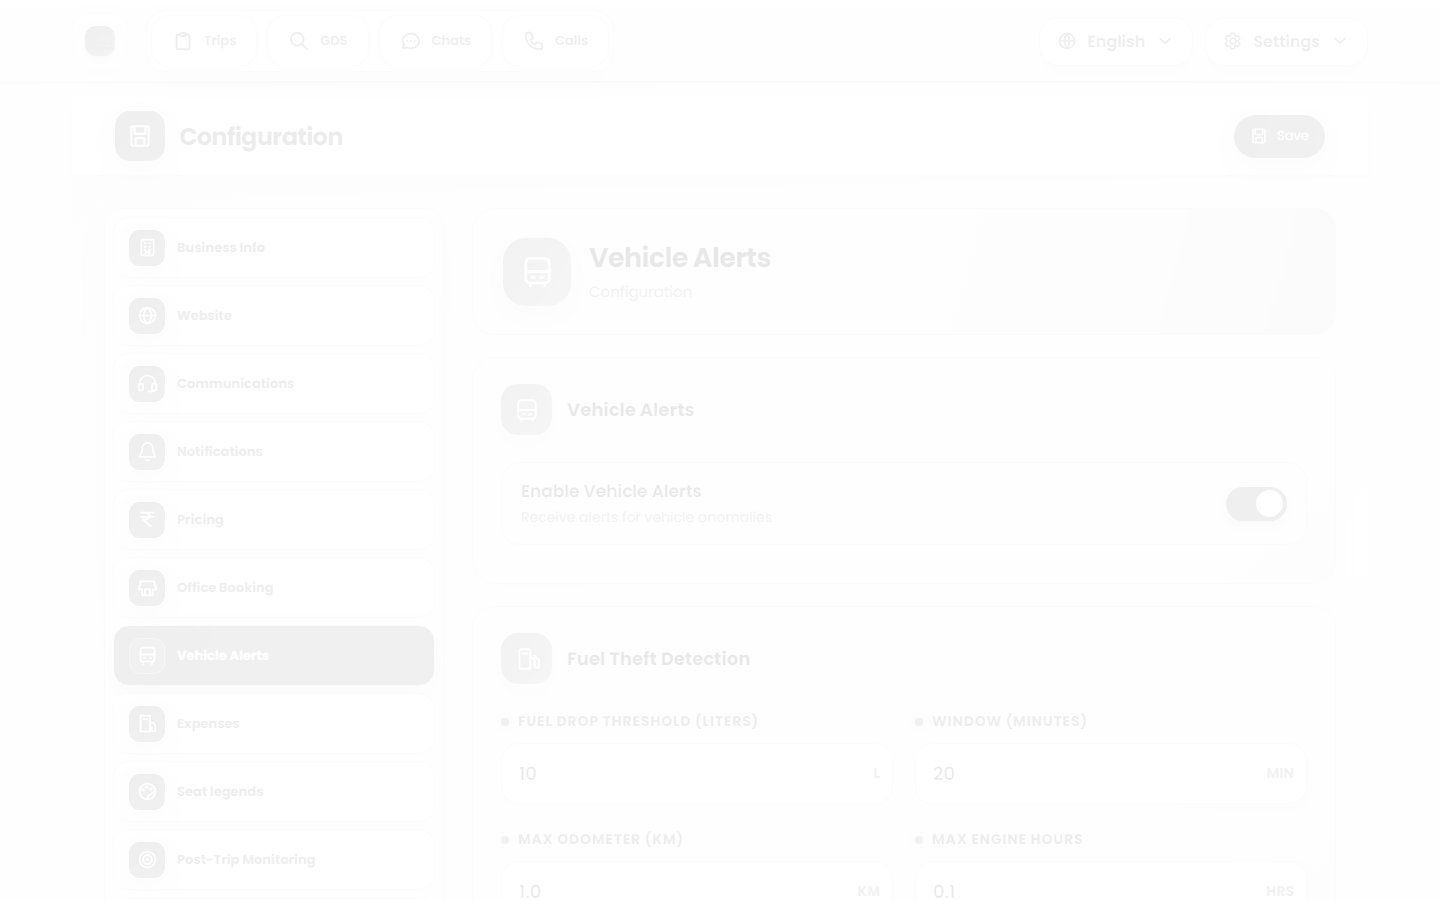 Trips
GDS
Chats
Calls
English
Settings
Configuration
Save
Business Info
Website
Communications
Notifications
Pricing
Office Booking
Vehicle Alerts
Expenses
Seat legends
Post-Trip Monitoring
Vehicle Alerts
Configuration
Vehicle Alerts
Enable Vehicle Alerts
Receive alerts for vehicle anomalies
Fuel Theft Detection
FUEL DROP THRESHOLD (LITERS)
10 L
WINDOW (MINUTES)
20 MIN
MAX ODOMETER (KM)
1.0 KM
MAX ENGINE HOURS
0.1 HRS